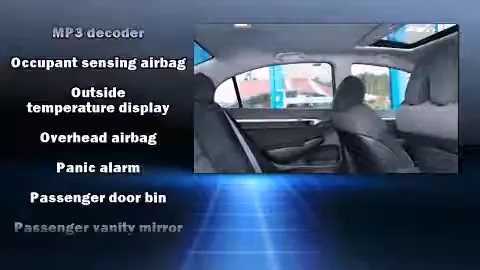 MP3 decoder
Occupant sensing airbag
Outside
temperature display
Overhead airbag
Panic alarm
Passenger door bin
Passenger vanity mirror